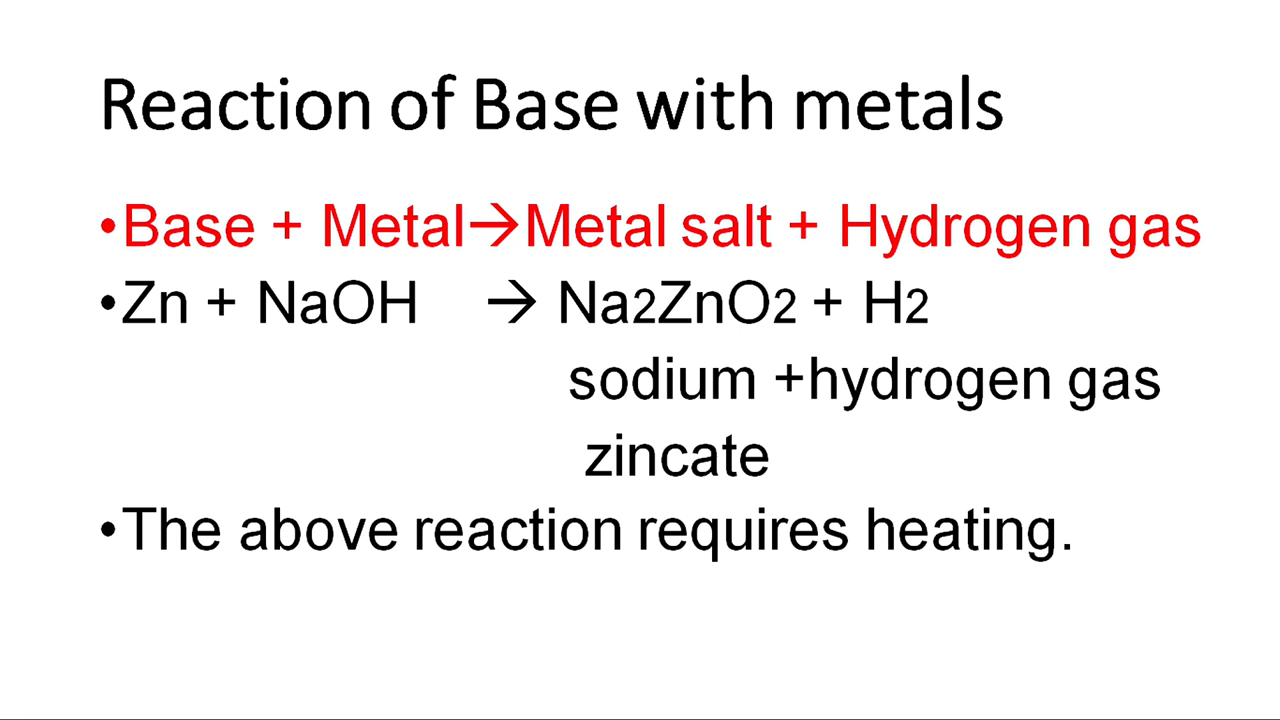 Reaction of Base with metals
•Base + Metal→Metal salt + Hydrogen gas
•Zn + NaOH → Na2ZnO2 + H2
sodium +hydrogen gas
zincate
•The above reaction requires heating.